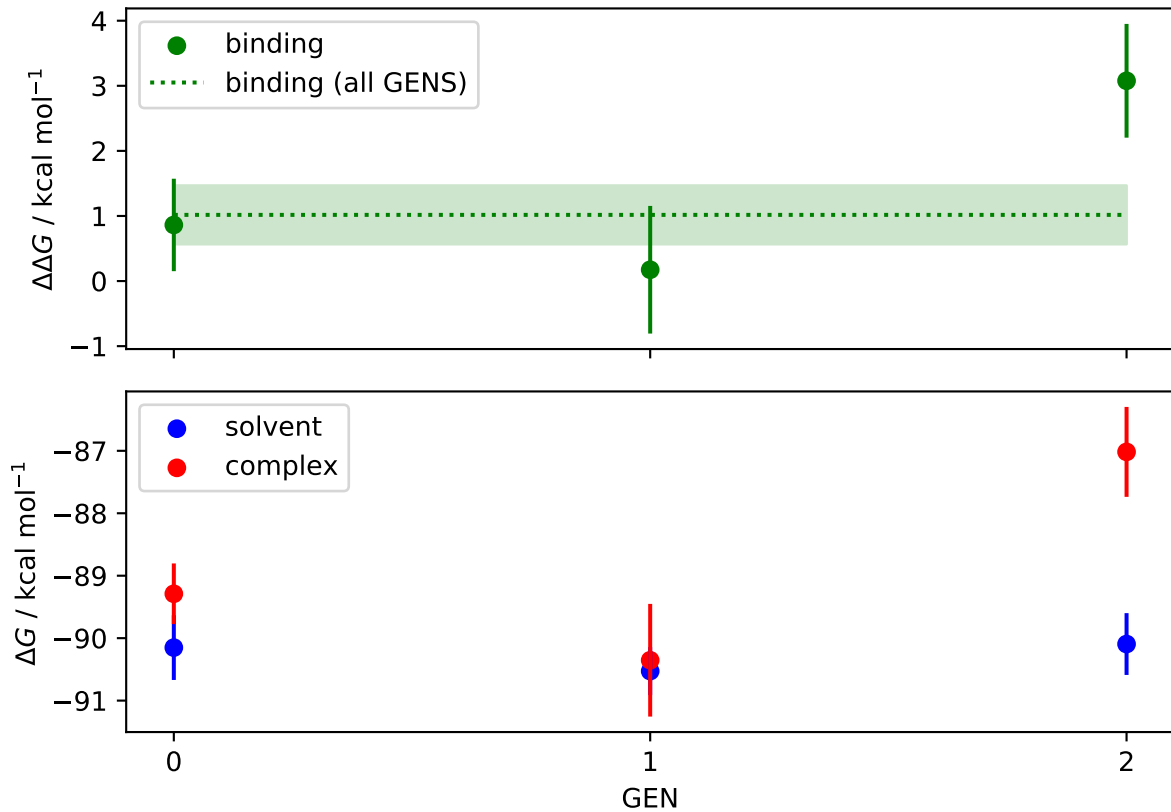 4
3
2
1
0
−1
ΔΔG / kcal mol⁻¹
binding
binding (all GENS)
−87
−88
−89
−90
−91
ΔG / kcal mol⁻¹
solvent
complex
0
1
2
GEN